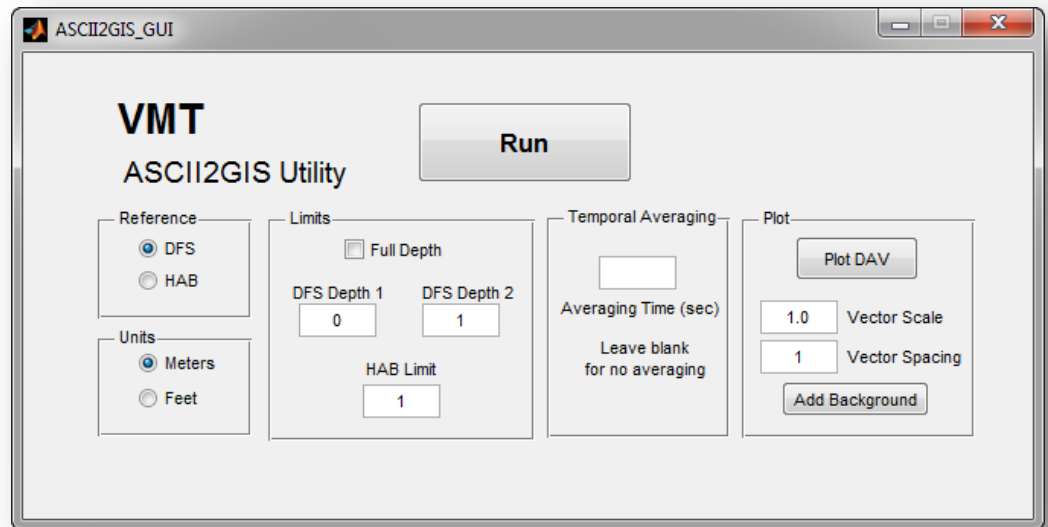 ASCII2GIS_GUI
VMT
ASCII2GIS Utility
Run
Reference
DFS
HAB
Units
Meters
Feet
Limits
Full Depth
DFS Depth 1
DFS Depth 2
0
1
HAB Limit
1
Temporal Averaging
Averaging Time (sec)
Leave blank
for no averaging
Plot
Plot DAV
1.0 Vector Scale
1 Vector Spacing
Add Background